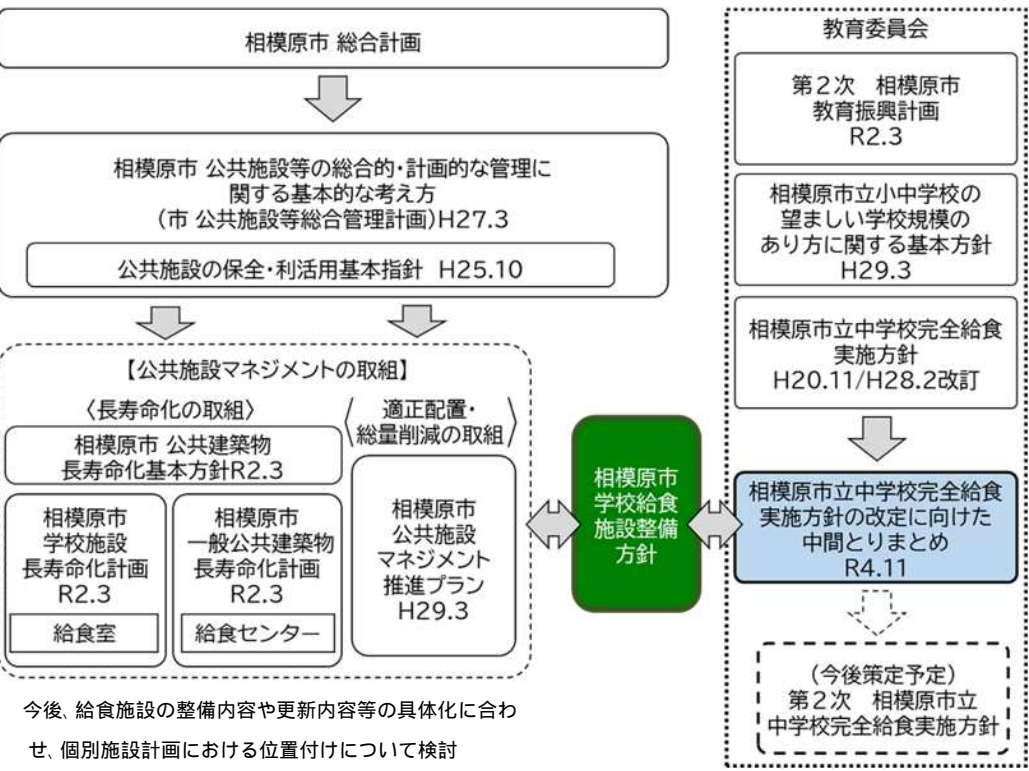 相模原市 総合計画
相模原市 公共施設等の総合的・計画的な管理に
関する基本的な考え方
(市 公共施設等総合管理計画)H27.3
公共施設の保全・利活用基本指針 H25.10
【公共施設マネジメントの取組】
〈長寿命化の取組〉
相模原市 公共建築物
長寿命化基本方針R2.3
相模原市
学校施設
長寿命化計画
R2.3
給食室
相模原市
一般公共建築物
長寿命化計画
R2.3
給食センター
〈適正配置・
総量削減の取組〉
相模原市
公共施設
マネジメント
推進プラン
H29.3
今後、給食施設の整備内容や更新内容等の具体化に合わ
せ、個別施設計画における位置付けについて検討
相模原市
学校給食
施設整備
方針
教育委員会
第2次 相模原市
教育振興計画
R2.3
相模原市立小中学校の
望ましい学校規模の
あり方に関する基本方針
H29.3
相模原市立中学校完全給食
実施方針
H20.11/H28.2改訂
相模原市立中学校完全給食
実施方針の改定に向けた
中間とりまとめ
R4.11
(今後策定予定)
第2次 相模原市立
中学校完全給食実施方針